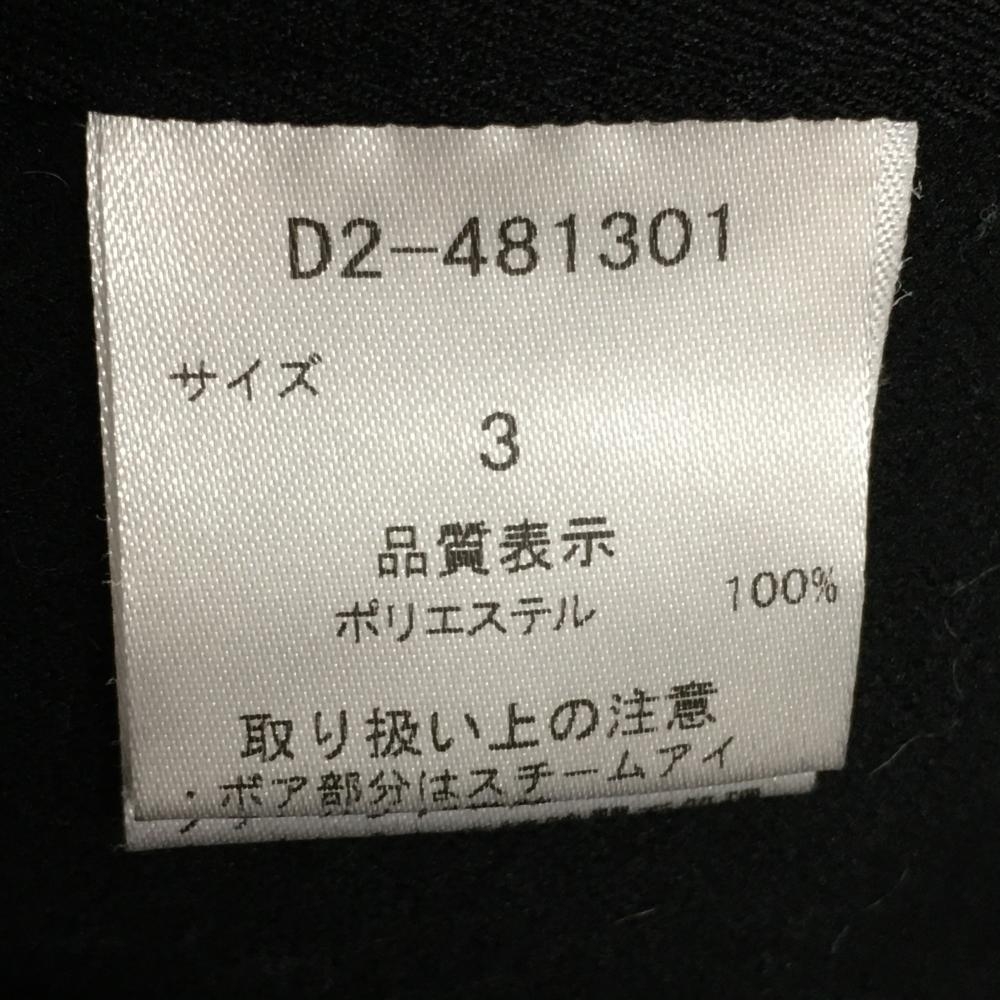 D2-481301
サイズ
3
品質表示
ポリエステル 100%
取り扱い上の注意
・ボア部分はスチームアイ